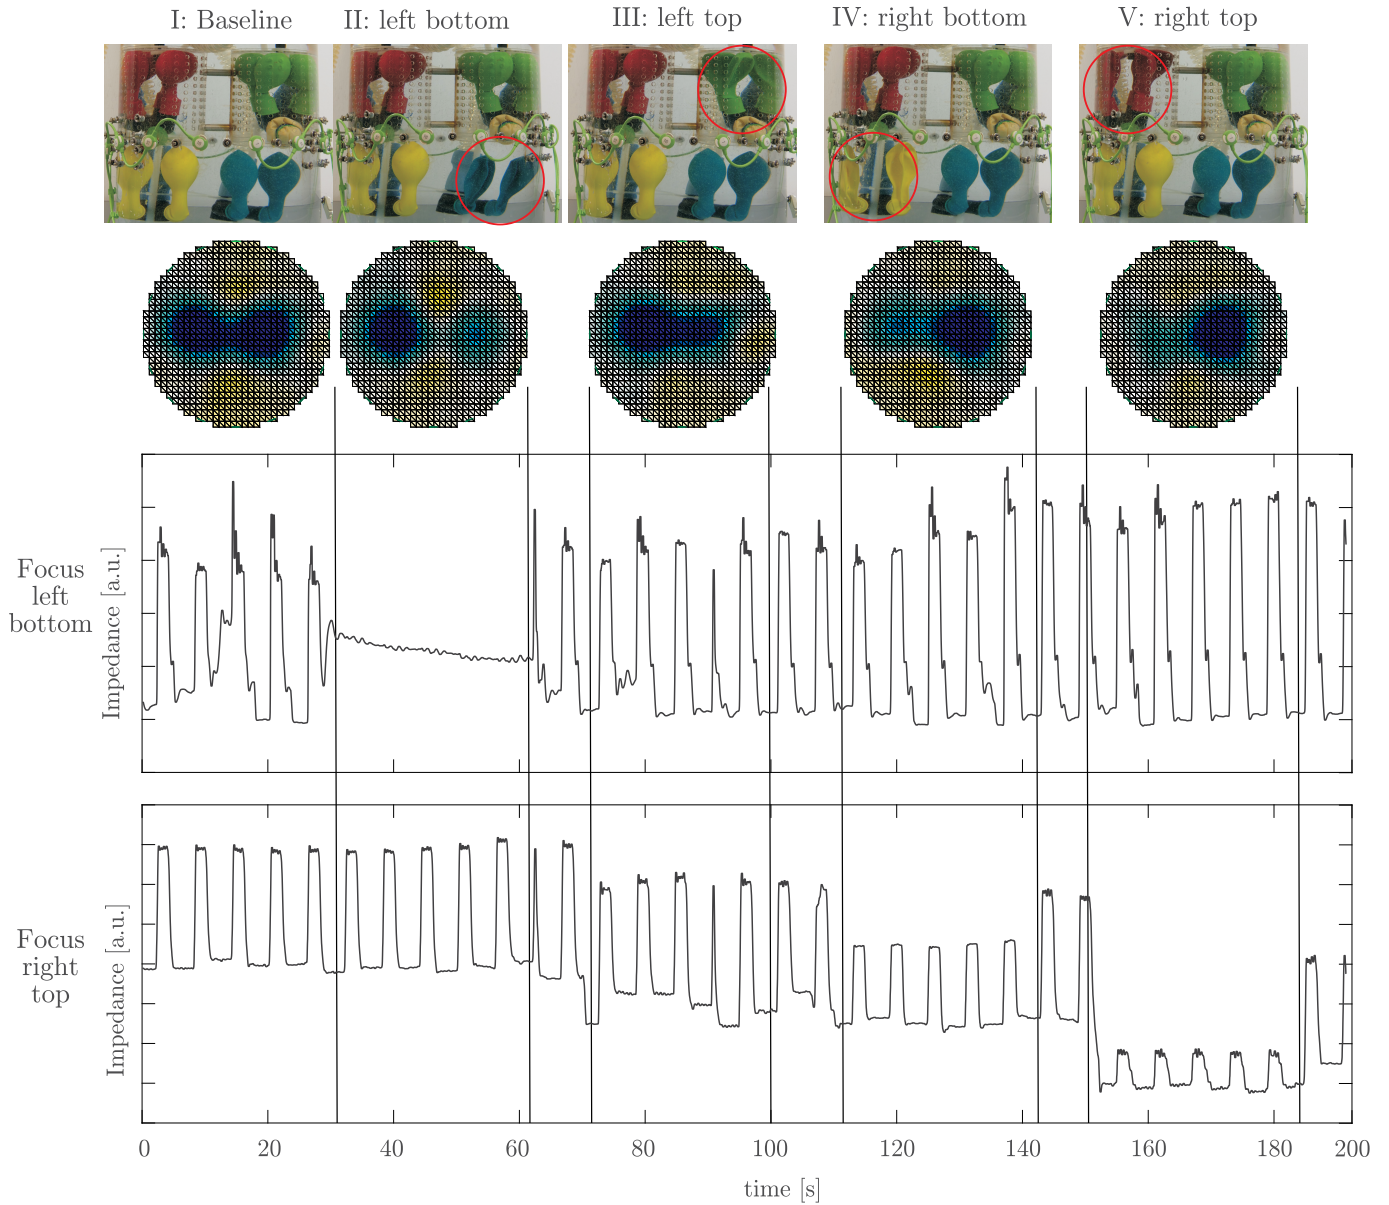 I: Baseline
II: left bottom
III: left top
IV: right bottom
V: right top
Focus
left
bottom
Impedance [a.u.]
Focus
right
top
Impedance [a.u.]
0 20 40 60 80 100 120 140 160 180 200
time [s]